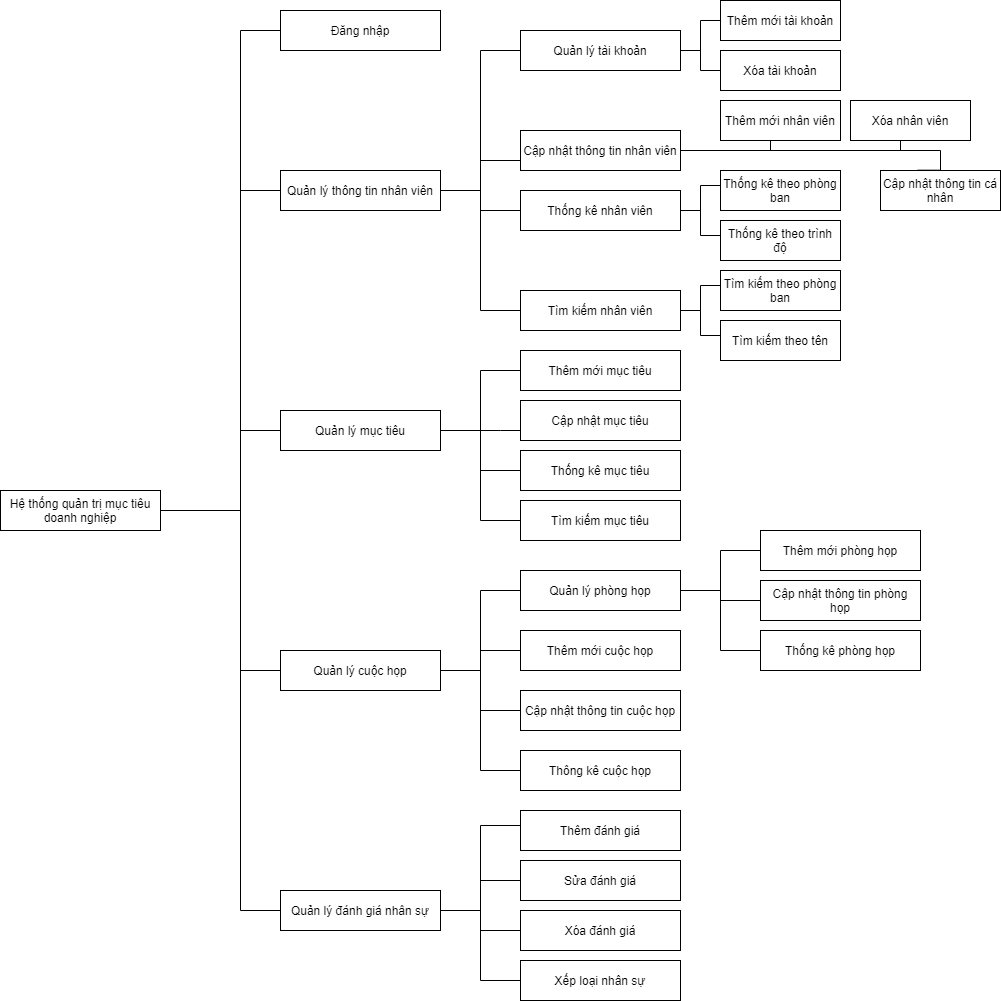 Thêm mới tài khoản
Đăng nhập
Quản lý tài khoản
Xóa tài khoản
Thêm mới nhân viên
Xóa nhân viên
Cập nhật thông tin nhân viên
Quản lý thông tin nhân viên
Thống kê theo phòng
ban
Cập nhật thông tin cá
nhân
Thống kê nhân viên
Thống kê theo trình
độ
Tìm kiếm theo phòng
ban
Tìm kiếm nhân viên
Tìm kiếm theo tên
Thêm mới mục tiêu
Cập nhật mục tiêu
Quản lý mục tiêu
Thống kê mục tiêu
Hệ thống quản trị mục tiêu
doanh nghiệp
Tìm kiếm mục tiêu
Thêm mới phòng họp
Quản lý phòng họp
Cập nhật thông tin phòng
họp
Thêm mới cuộc họp
Thống kê phòng họp
Quản lý cuộc họp
Cập nhật thông tin cuộc họp
Thông kê cuộc họp
Thêm đánh giá
Sửa đánh giá
Quản lý đánh giá nhân sự
Xóa đánh giá
Xếp loại nhân sự